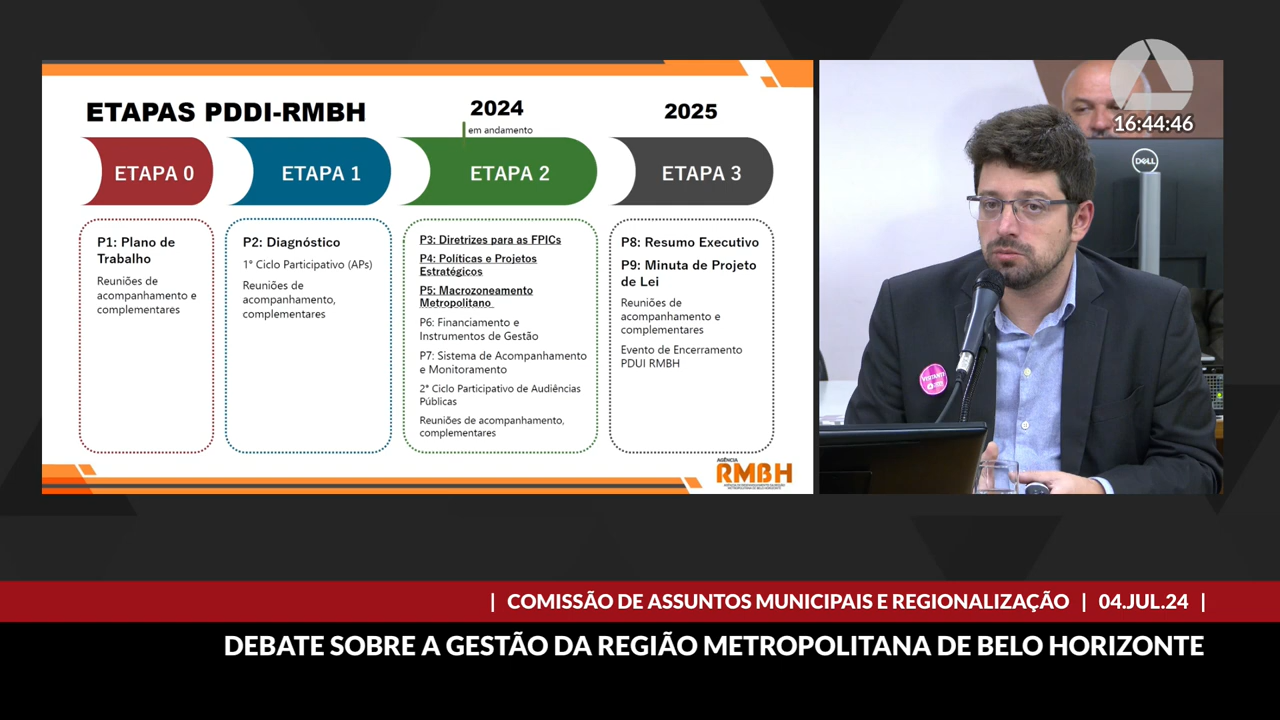 ETAPAS PDDI-RMBH
2024
2025
em andamento
ETAPA 0
ETAPA 1
ETAPA 2
ETAPA 3
P1: Plano de
Trabalho
Reuniões de
acompanhamento e
complementares
P2: Diagnóstico
1° Ciclo Participativo (APs)
Reuniões de
acompanhamento,
complementares
P3: Diretrizes para as FPICs
P4: Políticas e Projetos
Estratégicos
P5: Macrozoneamento
Metropolitano
P6: Financiamento e
Instrumentos de Gestão
P7: Sistema de Acompanhamento
e Monitoramento
2° Ciclo Participativo de Audiências
Públicas
Reuniões de acompanhamento,
complementares
P8: Resumo Executivo
P9: Minuta de Projeto
de Lei
Reuniões de
acompanhamento e
complementares
Evento de Encerramento
PDUI RMBH
AGÊNCIA
RMBH
16:44:46
DELL
VISITANTE
| COMISSÃO DE ASSUNTOS MUNICIPAIS E REGIONALIZAÇÃO | 04.JUL.24 |
DEBATE SOBRE A GESTÃO DA REGIÃO METROPOLITANA DE BELO HORIZONTE